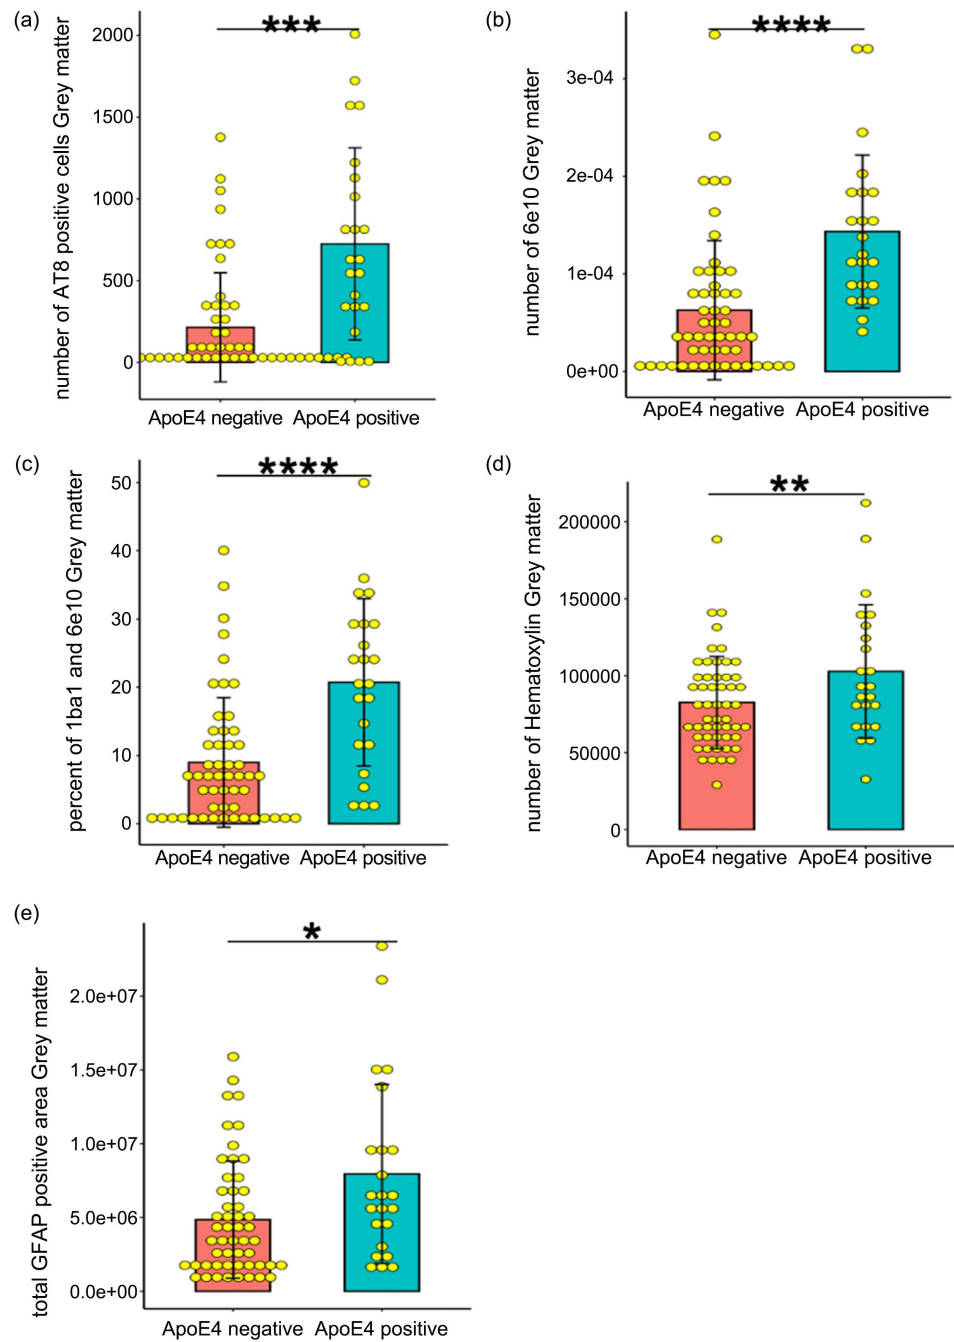 (a)
number of AT8 positive cells Grey matter
***
2000
1500
1000
500
0
ApoE4 negative ApoE4 positive
(b)
number of 6e10 Grey matter
****
3e-04
2e-04
1e-04
0e+00
ApoE4 negative ApoE4 positive
(c)
percent of 1ba1 and 6e10 Grey matter
****
50
40
30
20
10
0
ApoE4 negative ApoE4 positive
(d)
number of Hematoxylin Grey matter
**
200000
150000
100000
50000
0
ApoE4 negative ApoE4 positive
(e)
total GFAP positive area Grey matter
*
2.0e+07
1.5e+07
1.0e+07
5.0e+06
0.0e+00
ApoE4 negative ApoE4 positive